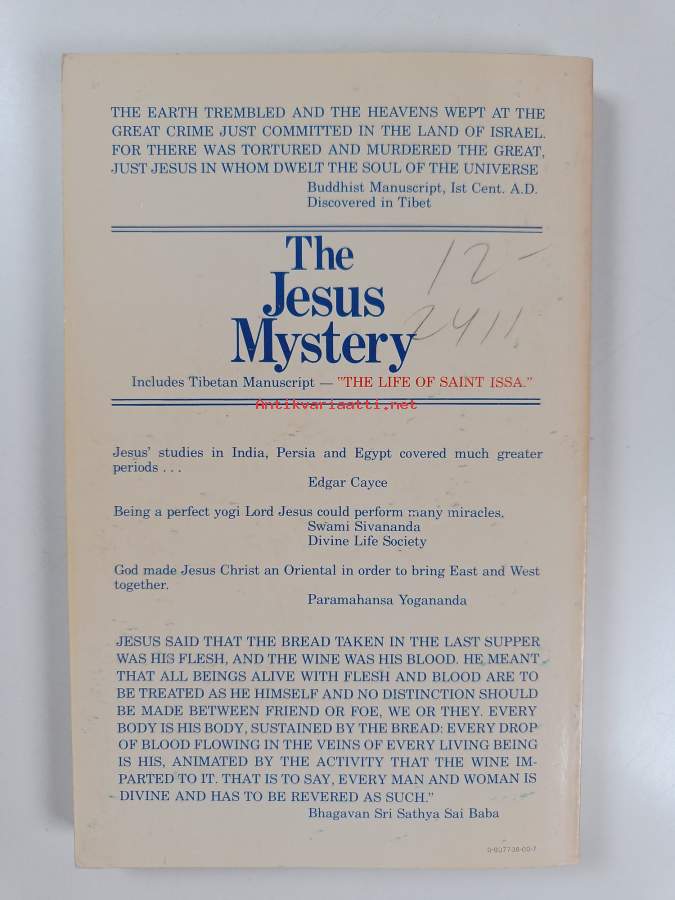 THE EARTH TREMBLED AND THE HEAVENS WEPT AT THE
GREAT CRIME JUST COMMITTED IN THE LAND OF ISRAEL.
FOR THERE WAS TORTURED AND MURDERED THE GREAT,
JUST JESUS IN WHOM DWELT THE SOUL OF THE UNIVERSE
Buddhist Manuscript, Ist Cent. A.D.
Discovered in Tibet
The
Jesus
Mystery
12-
2411
Includes Tibetan Manuscript — "THE LIFE OF SAINT ISSA."
Antikvariaatti.net
Jesus' studies in India, Persia and Egypt covered much greater
periods . . .
Edgar Cayce
Being a perfect yogi Lord Jesus could perform many miracles.
Swami Sivananda
Divine Life Society
God made Jesus Christ an Oriental in order to bring East and West
together.
Paramahansa Yogananda
JESUS SAID THAT THE BREAD TAKEN IN THE LAST SUPPER
WAS HIS FLESH, AND THE WINE WAS HIS BLOOD. HE MEANT
THAT ALL BEINGS ALIVE WITH FLESH AND BLOOD ARE TO
BE TREATED AS HE HIMSELF AND NO DISTINCTION SHOULD
BE MADE BETWEEN FRIEND OR FOE, WE OR THEY. EVERY
BODY IS HIS BODY, SUSTAINED BY THE BREAD: EVERY DROP
OF BLOOD FLOWING IN THE VEINS OF EVERY LIVING BEING
IS HIS, ANIMATED BY THE ACTIVITY THAT THE WINE IM-
PARTED TO IT. THAT IS TO SAY, EVERY MAN AND WOMAN IS
DIVINE AND HAS TO BE REVERED AS SUCH."
Bhagavan Sri Sathya Sai Baba